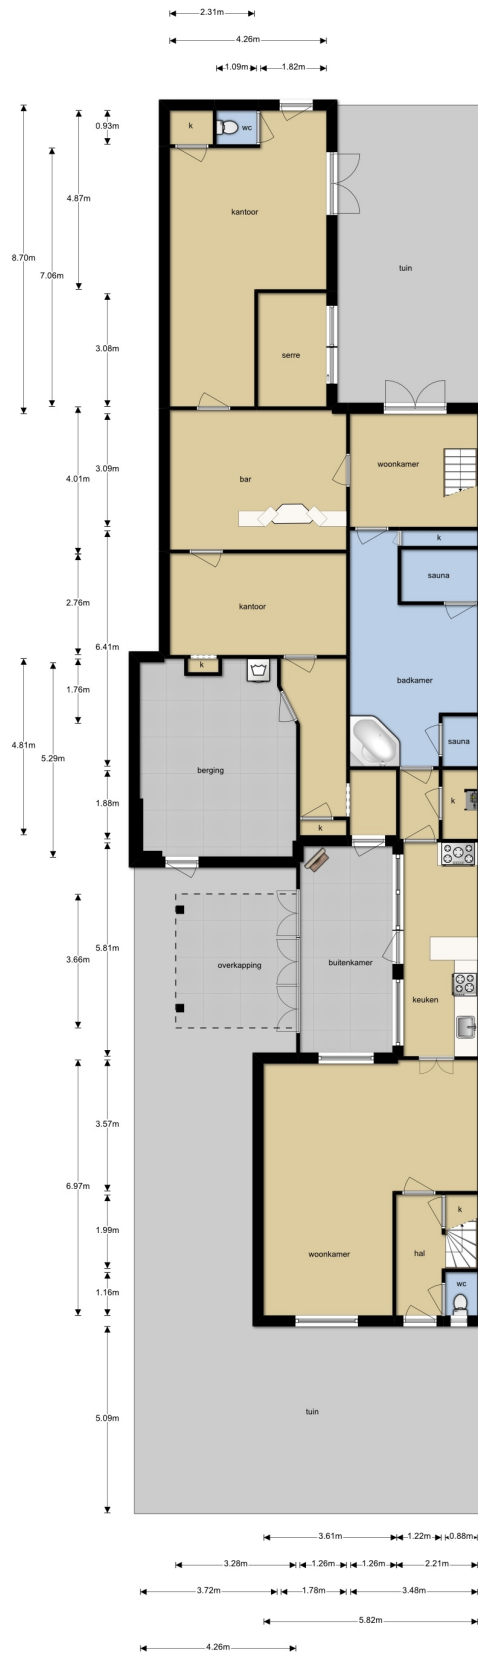 2.31m
4.26m
1.09m 1.82m
0.93m
k wc
4.87m
kantoor
8.70m
7.06m
tuin
3.08m
serre
woonkamer
3.09m
4.01m
bar
k
sauna
2.76m
kantoor
6.41m
k
1.76m
badkamer
4.81m
5.29m
sauna
berging
1.88m
k
k
5.81m
3.66m
overkapping
buitenkamer
keuken
3.57m
6.97m
k
1.99m
woonkamer
hal
wc
1.16m
5.09m
tuin
3.61m 1.22m 0.88m
3.28m 1.26m 1.26m 2.21m
3.72m 1.78m 3.48m
5.82m
4.26m